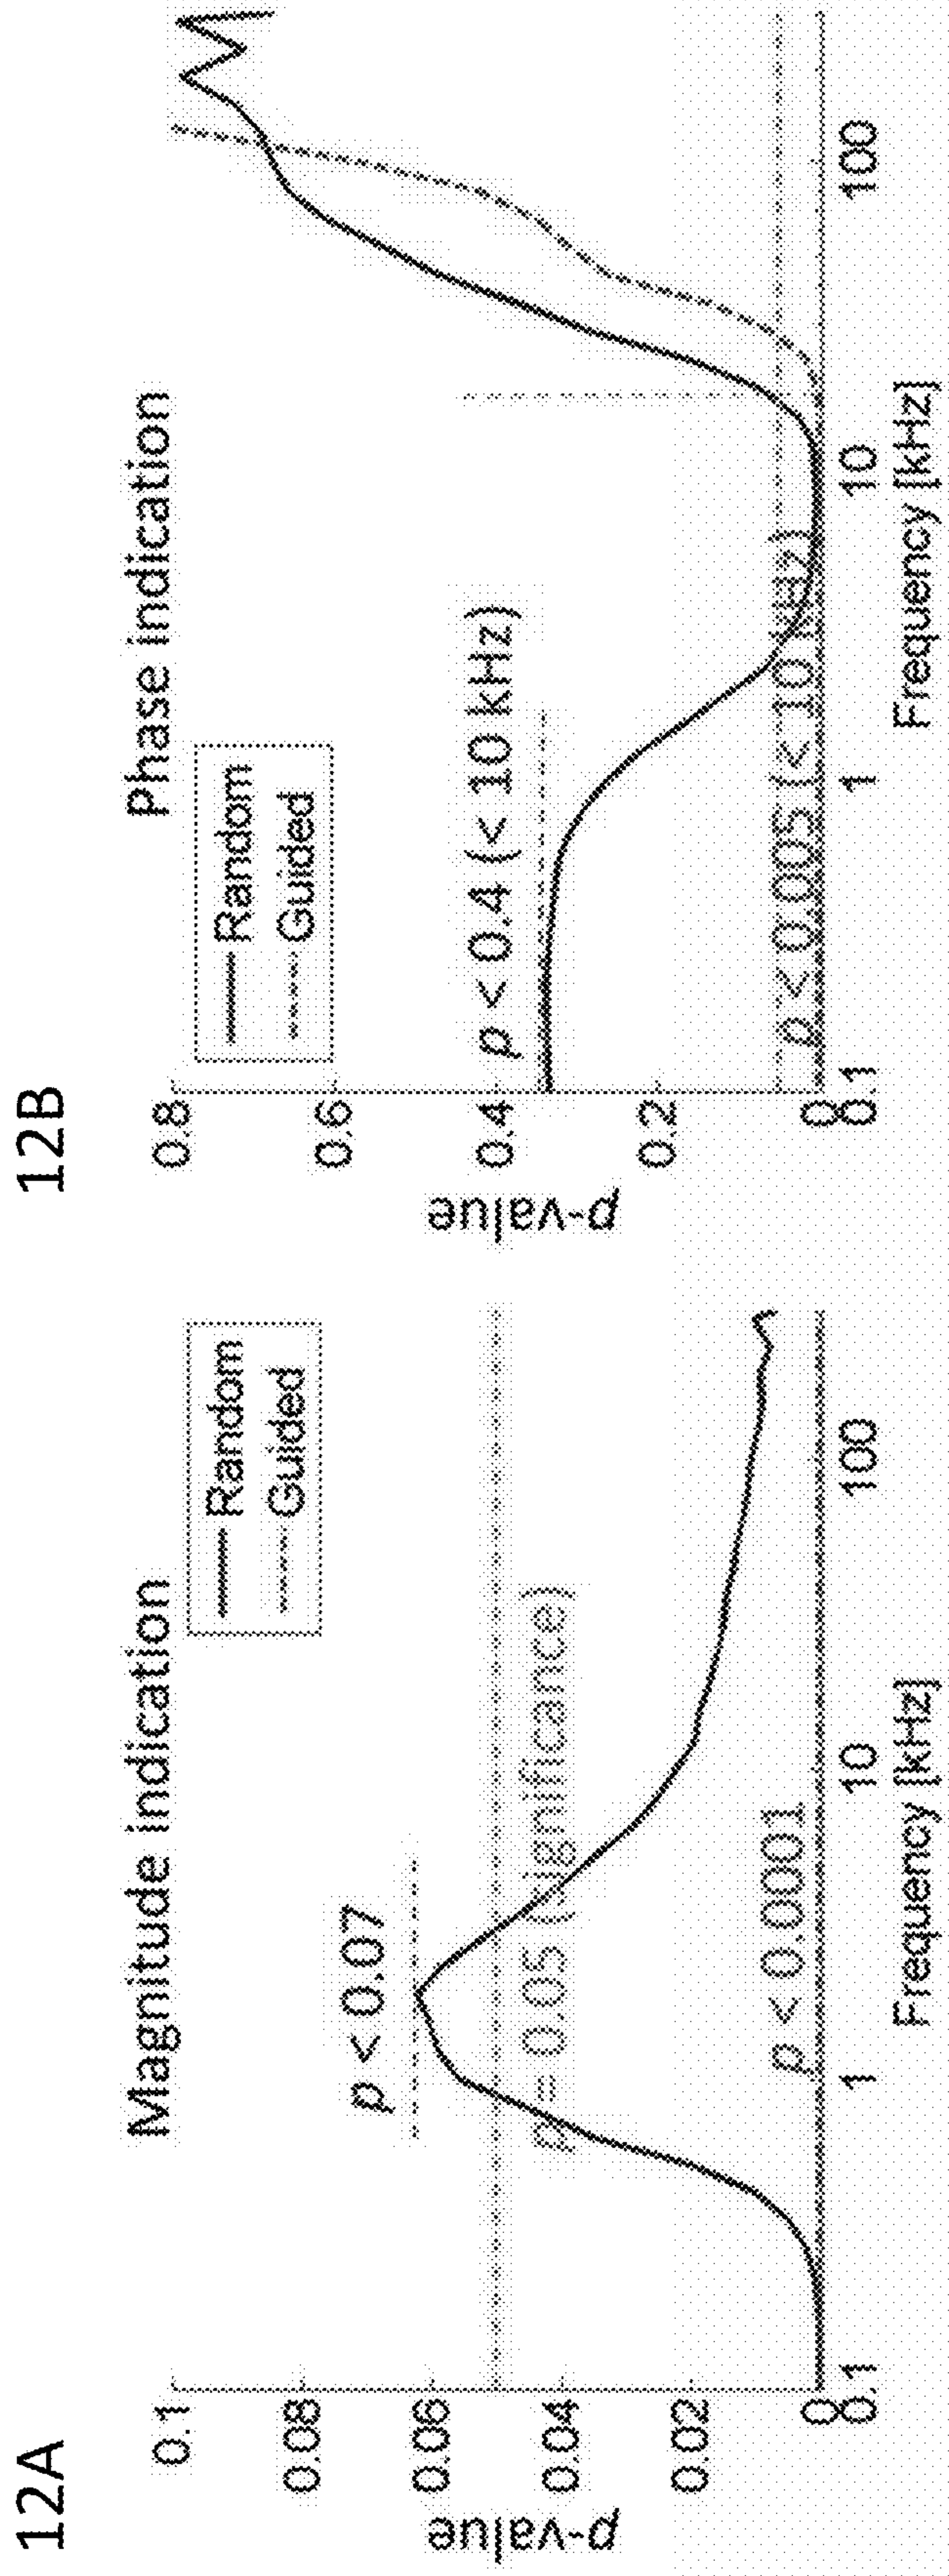 12A
Magnitude indication
Random
Guided
p < 0.07
p = 0.05 (significance)
p < 0.0001
p-value
0.1
0.08
0.06
0.04
0.02
0
0.1
1
10
100
Frequency [kHz]
12B
Phase indication
Random
Guided
p < 0.4 (< 10 kHz)
p < 0.005 (< 10 kHz)
p-value
0.8
0.6
0.4
0.2
0
0.1
1
10
100
Frequency [kHz]